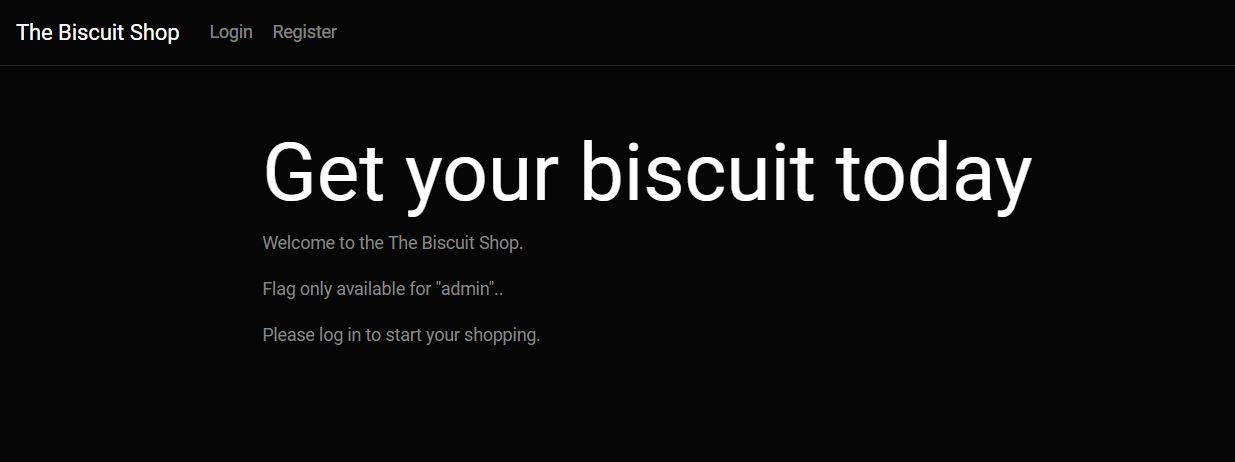 The Biscuit Shop Login Register
Get your biscuit today
Welcome to the The Biscuit Shop.
Flag only available for "admin"..
Please log in to start your shopping.